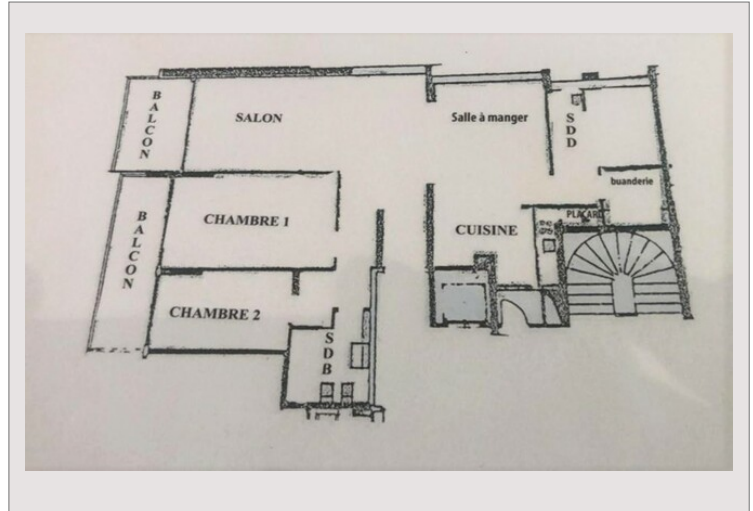 BALCON
SALON
Salle à manger
SDD
buanderie
PLACARD
BALCON
CHAMBRE 1
CUISINE
CHAMBRE 2
SDB